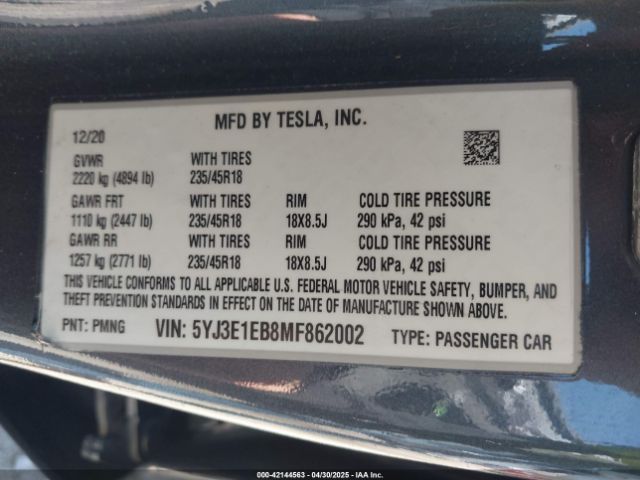 MFD BY TESLA, INC.
12/20
GVWR WITH TIRES
2220 kg (4894 lb) 235/45R18
GAWR FRT WITH TIRES RIM COLD TIRE PRESSURE
1110 kg (2447 lb) 235/45R18 18X8.5J 290 kPa, 42 psi
GAWR RR WITH TIRES RIM COLD TIRE PRESSURE
1257 kg (2771 lb) 235/45R18 18X8.5J 290 kPa, 42 psi
THIS VEHICLE CONFORMS TO ALL APPLICABLE U.S. FEDERAL MOTOR VEHICLE SAFETY, BUMPER, AND
THEFT PREVENTION STANDARDS IN EFFECT ON THE DATE OF MANUFACTURE SHOWN ABOVE.
PNT: PMNG VIN: 5YJ3E1EB8MF862002 TYPE: PASSENGER CAR
000-42144563 - 04/30/2025 - IAA Inc.